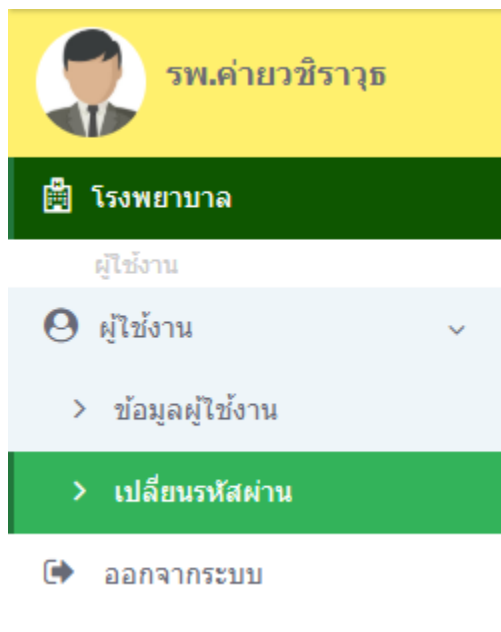 รพ.ค่ายวชิราวุธ
โรงพยาบาล
ผู้ใช้งาน
ผู้ใช้งาน
ข้อมูลผู้ใช้งาน
เปลี่ยนรหัสผ่าน
ออกจากระบบ